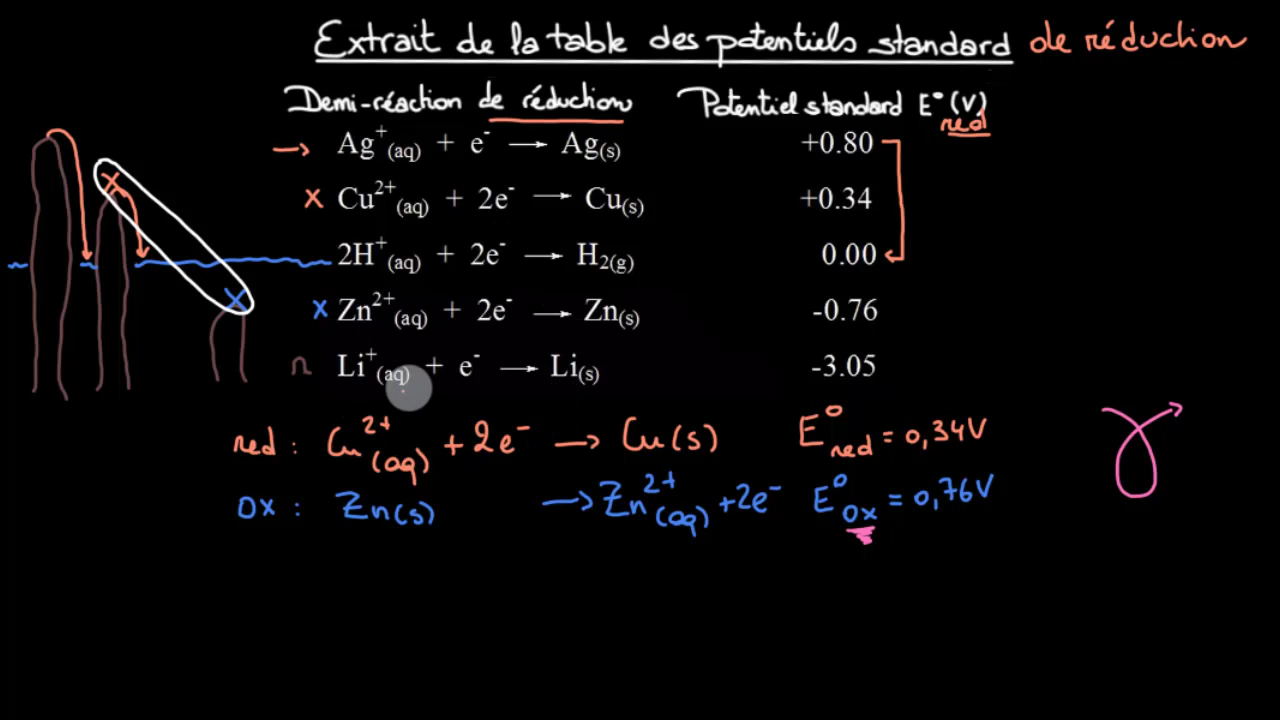 Extrait de la table des potentiels standard de réduction
Demi-réaction de réduction Potentiel standard E°(V)
red
→ Ag⁺(aq) + e⁻ → Ag(s) +0.80
x Cu²⁺(aq) + 2e⁻ → Cu(s) +0.34
2H⁺(aq) + 2e⁻ → H₂(g) 0.00
x Zn²⁺(aq) + 2e⁻ → Zn(s) -0.76
Li⁺(aq) + e⁻ → Li(s) -3.05
red : Cu²⁺(aq) + 2e⁻ → Cu(s) E°red = 0,34V
ox : Zn(s) → Zn²⁺(aq) + 2e⁻ E°ox = 0,76V